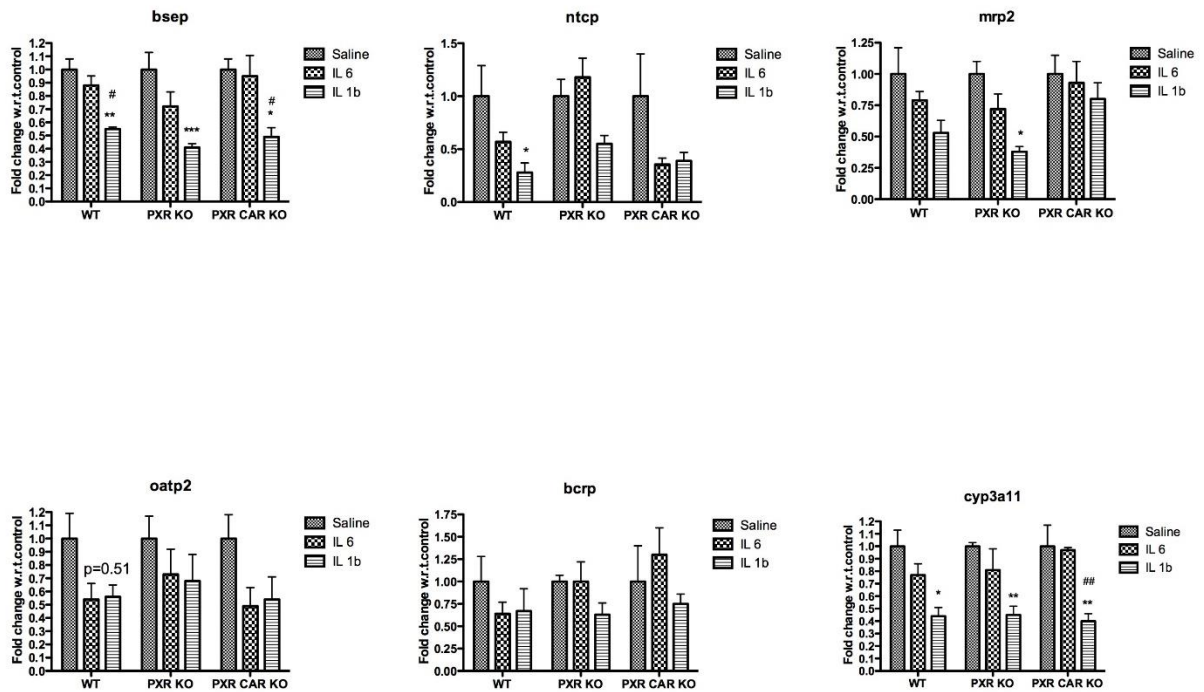 bsep
Fold change w.r.t.control
1.2
1.1
1.0
0.9
0.8
0.7
0.6
0.5
0.4
0.3
0.2
0.1
0.0
#
**
***
#
*
WT
PXR KO
PXR CAR KO
Saline
IL 6
IL 1b
ntcp
Fold change w.r.t.control
1.5
1.0
0.5
0.0
*
WT
PXR KO
PXR CAR KO
Saline
IL 6
IL 1b
mrp2
Fold change w.r.t.control
1.25
1.00
0.75
0.50
0.25
0.00
*
WT
PXR KO
PXR CAR KO
Saline
IL 6
IL 1b
oatp2
Fold change w.r.t.control
1.2
1.1
1.0
0.9
0.8
0.7
0.6
0.5
0.4
0.3
0.2
0.1
0.0
p=0.51
WT
PXR KO
PXR CAR KO
Saline
IL 6
IL 1b
bcrp
Fold change w.r.t.control
1.75
1.50
1.25
1.00
0.75
0.50
0.25
0.00
WT
PXR KO
PXR CAR KO
Saline
IL 6
IL 1b
cyp3a11
Fold change w.r.t.control
1.2
1.1
1.0
0.9
0.8
0.7
0.6
0.5
0.4
0.3
0.2
0.1
0.0
*
**
##
**
WT
PXR KO
PXR CAR KO
Saline
IL 6
IL 1b